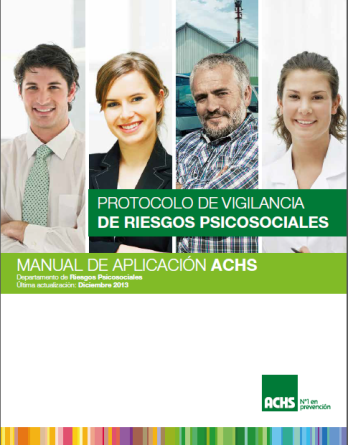 PROTOCOLO DE VIGILANCIA
DE RIESGOS PSICOSOCIALES
MANUAL DE APLICACIÓN ACHS
Departamento de Riesgos Psicosociales
Última actualización: Diciembre 2013
ACHS
N°1 en
prevención